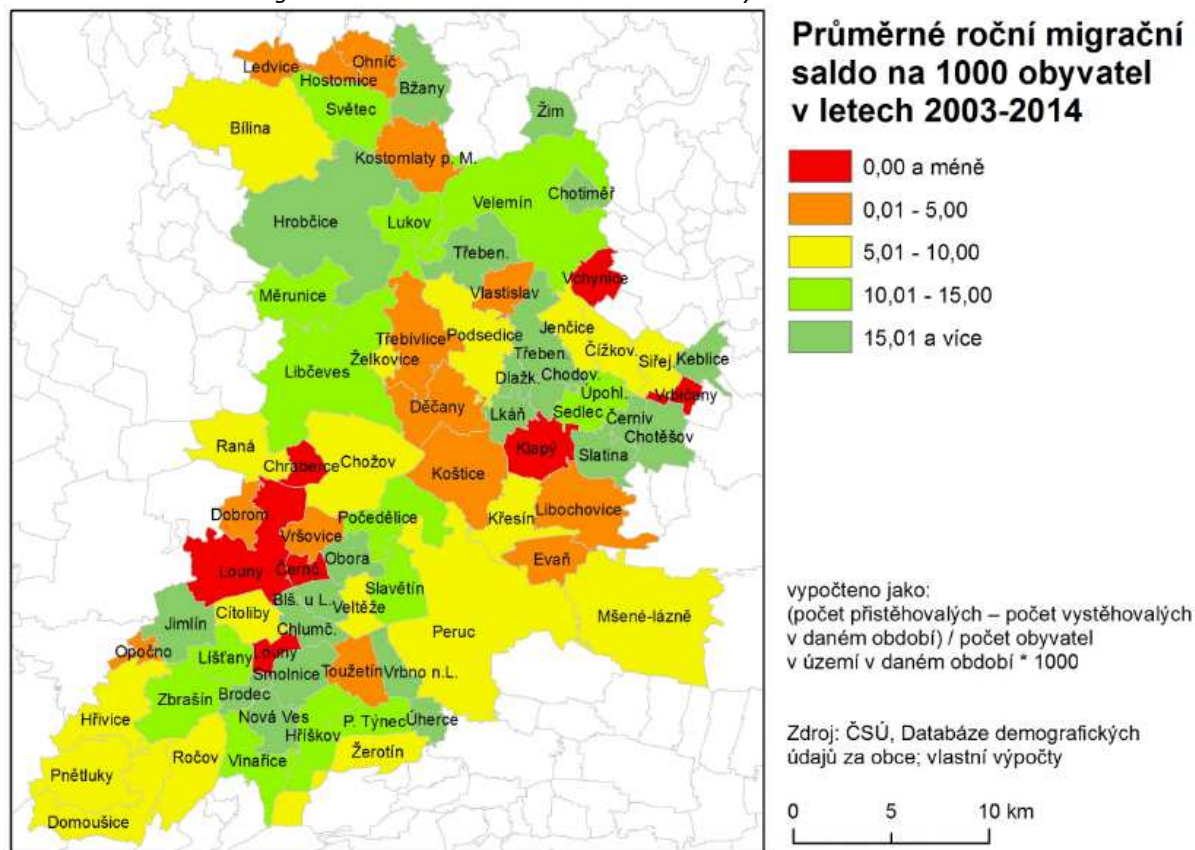 Průměrné roční migrační
saldo na 1000 obyvatel
v letech 2003-2014
0,00 a méně
0,01 - 5,00
5,01 - 10,00
10,01 - 15,00
15,01 a více
vypočteno jako:
(počet přistěhovalých – počet vystěhovalých
v daném období) / počet obyvatel
v území v daném období * 1000
Zdroj: ČSÚ, Databáze demografických
údajů za obce; vlastní výpočty
0 5 10 km
Ledvice
Ohníč
Hostomice
Bžany
Světec
Žim
Bílina
Kostomlaty p. M.
Chotiměř
Velemín
Hrobčice
Lukov
Třeben.
Vchynice
Měrunice
Vlastislav
Třebívlice
Podsedice
Jenčice
Želkovice
Třeben.
Čížkov.
Siřej.
Keblice
Libčeves
Dlažk.
Chodov.
Úpohl.
Vrbičany
Děčany
Lkáň
Sedlec
Černiv
Chotěšov
Raná
Chraberce
Chožov
Klapý
Slatina
Koštice
Dobrom
Počedělice
Křesín
Libochovice
Vršovice
Obora
Evaň
Louny
Černč.
Blš. u L.
Slavětín
Cítoliby
Veltěže
Mšené-lázně
Jimlín
Chlumč.
Peruc
Opočno
Líšťany
Louny
Smolnice
Toužetín
Vrbno n.L.
Zbrašín
Brodec
Hřivice
Nová Ves
P. Týnec
Úherce
Hříškov
Ročov
Vinařice
Žerotín
Pnětluky
Domoušice